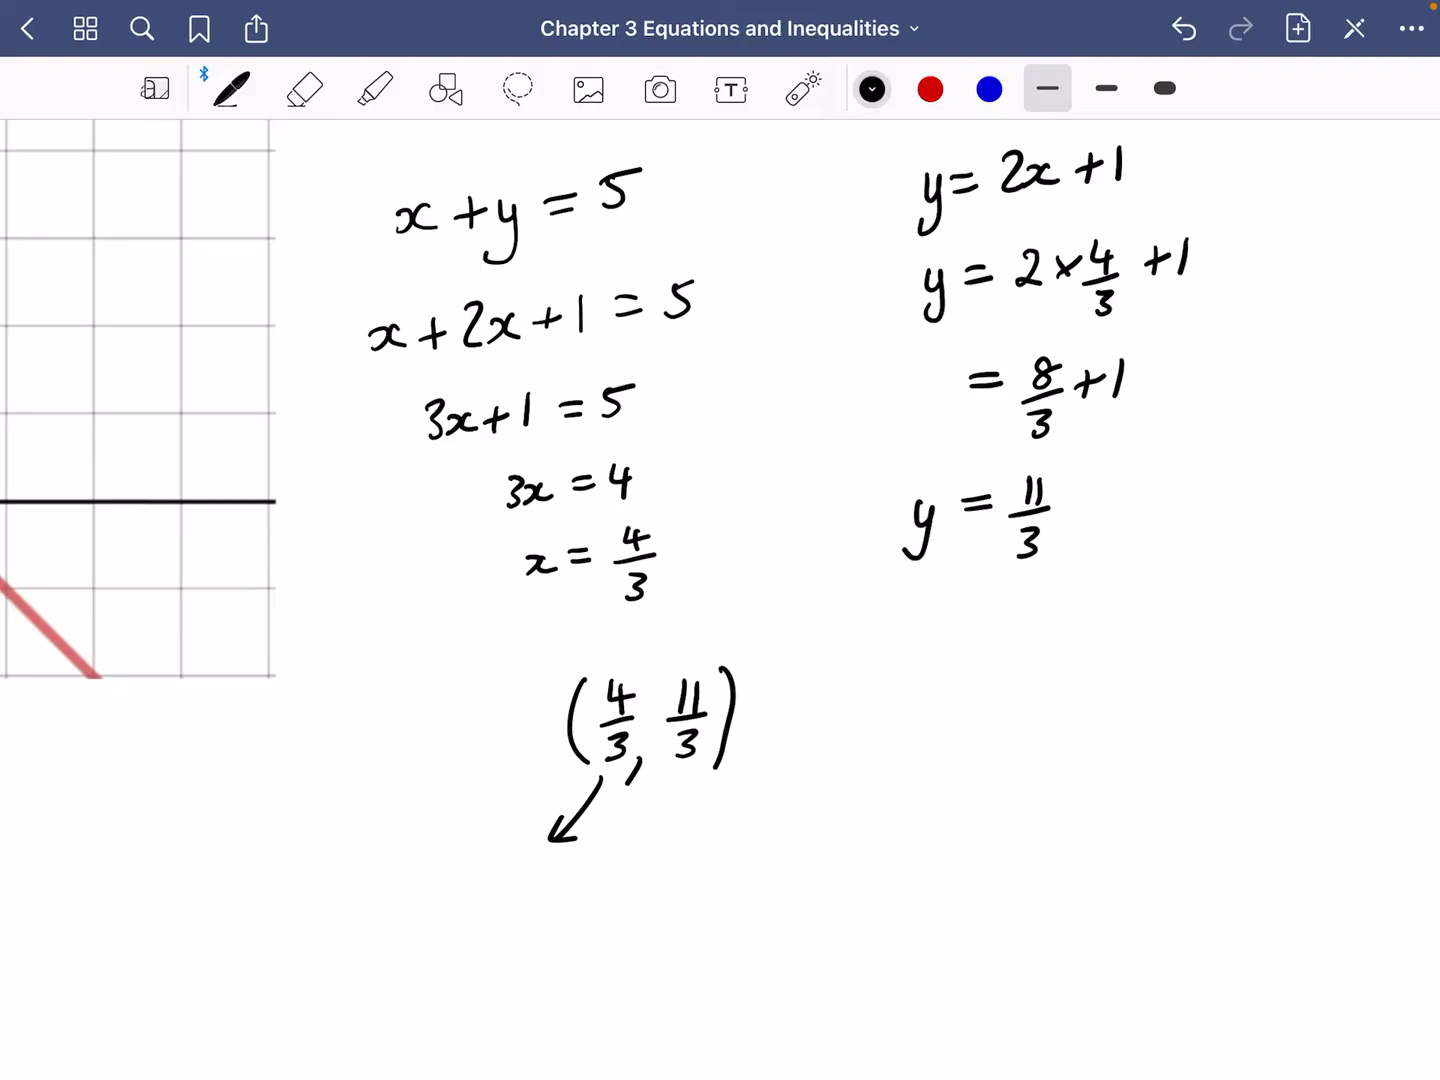 Chapter 3 Equations and Inequalities
x + y = 5
x + 2x + 1 = 5
3x + 1 = 5
3x = 4
x = 4/3
(4/3, 11/3)
y = 2x + 1
y = 2 × 4/3 + 1
= 8/3 + 1
y = 11/3